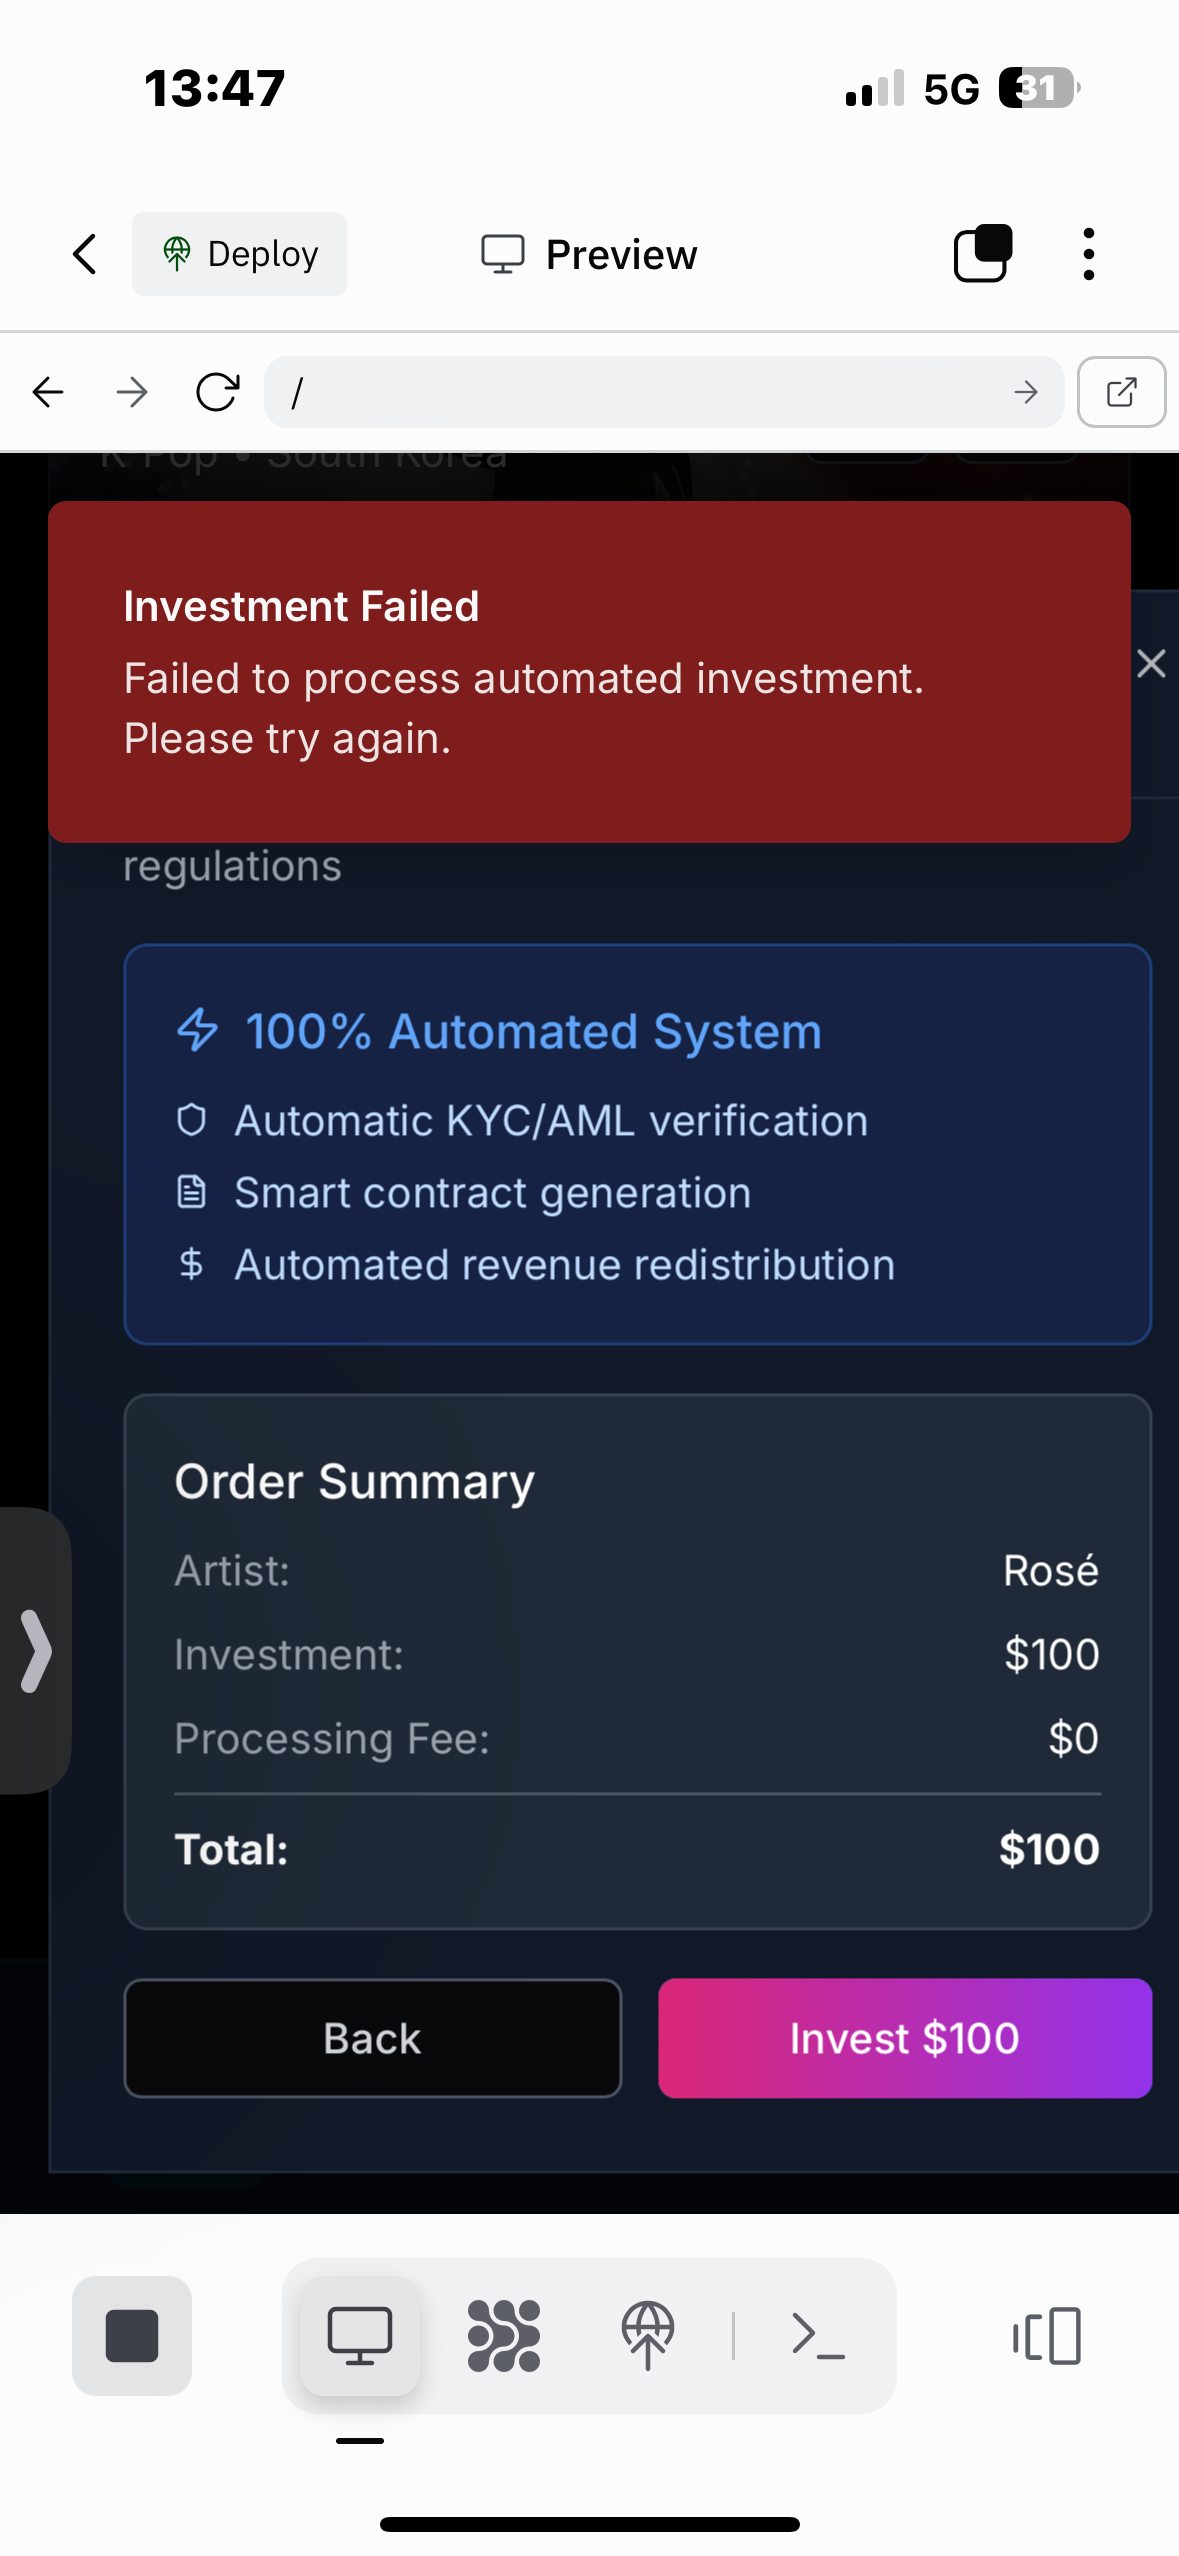 13:47
5G
31
Deploy
Preview
/
K-Pop • South Korea
Investment Failed
Failed to process automated investment.
Please try again.
regulations
100% Automated System
Automatic KYC/AML verification
Smart contract generation
$ Automated revenue redistribution
Order Summary
Artist: Rosé
Investment: $100
Processing Fee: $0
Total: $100
Back
Invest $100